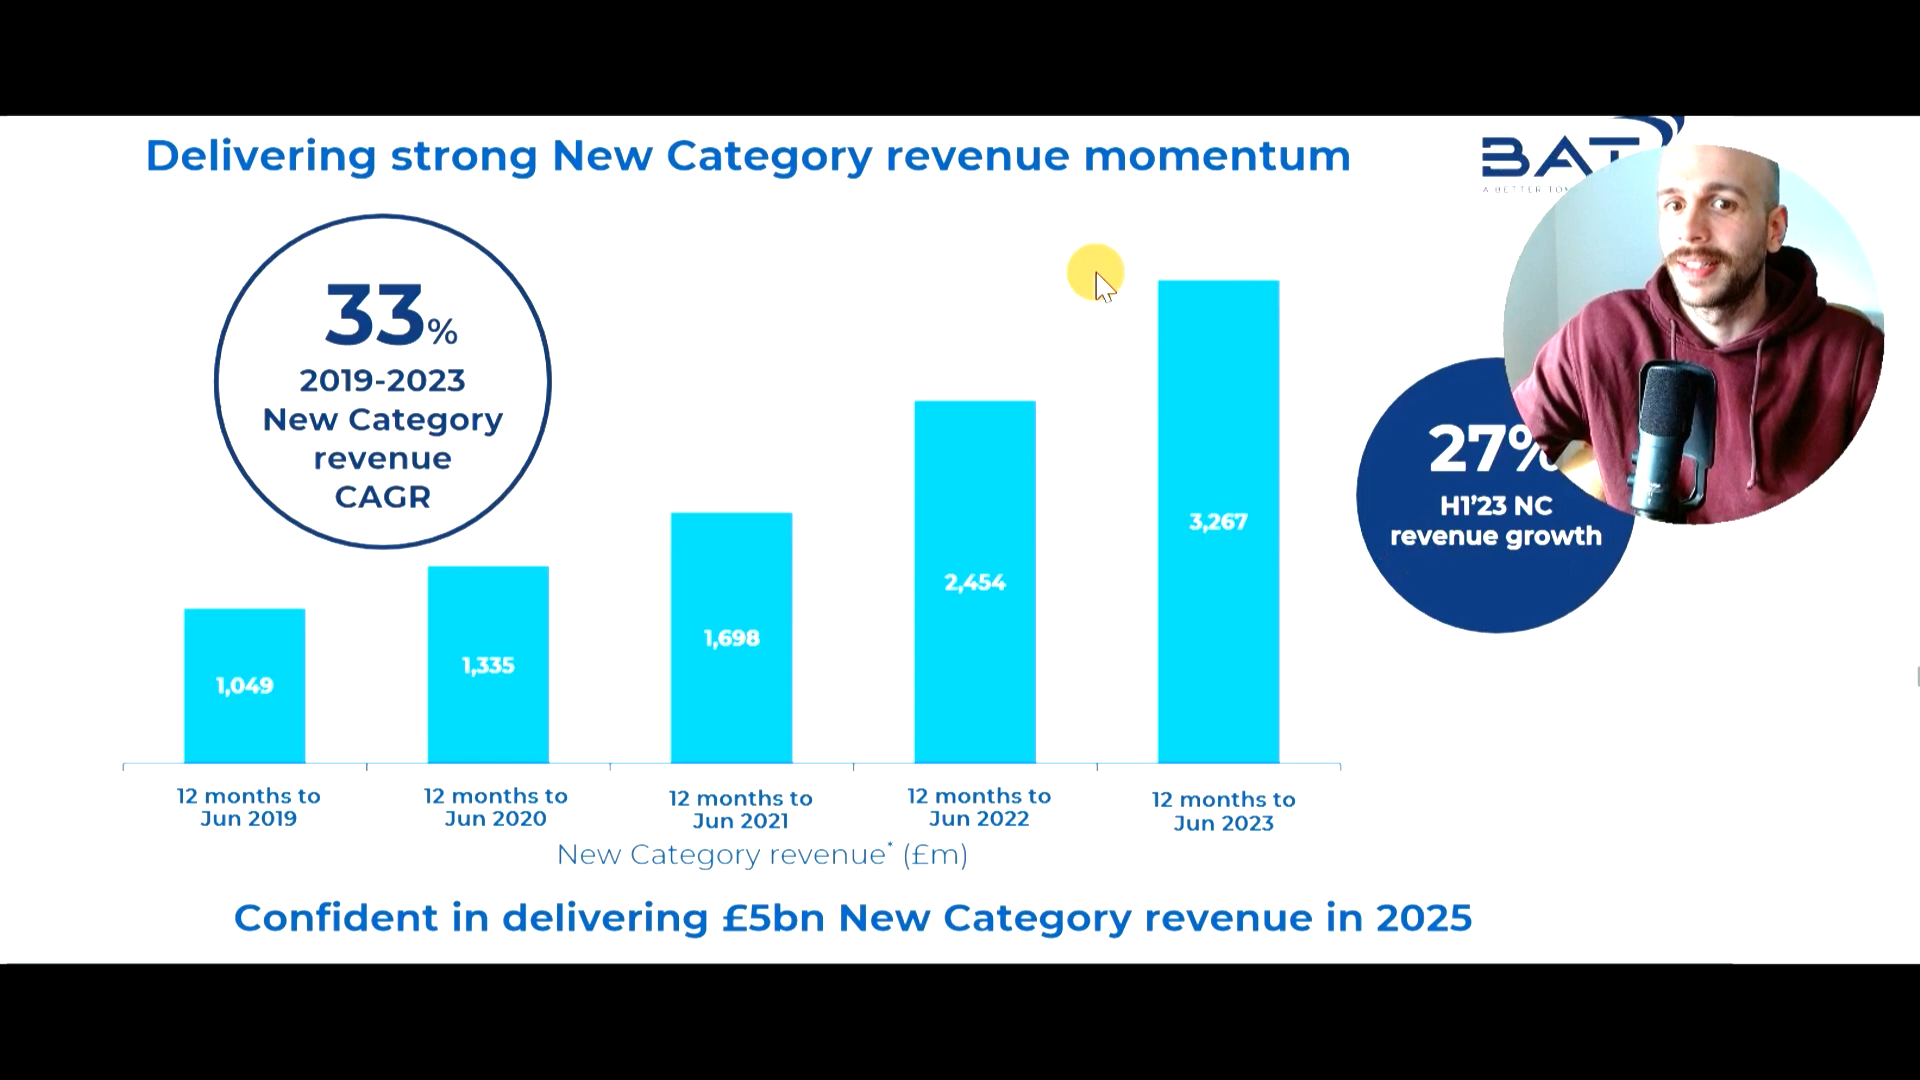 Delivering strong New Category revenue momentum
BAT
A BETTER
33%
2019-2023
New Category
revenue
CAGR
27%
H1'23 NC
revenue growth
1,049
1,335
1,698
2,454
3,267
12 months to
Jun 2019
12 months to
Jun 2020
12 months to
Jun 2021
12 months to
Jun 2022
12 months to
Jun 2023
New Category revenue* (£m)
Confident in delivering £5bn New Category revenue in 2025